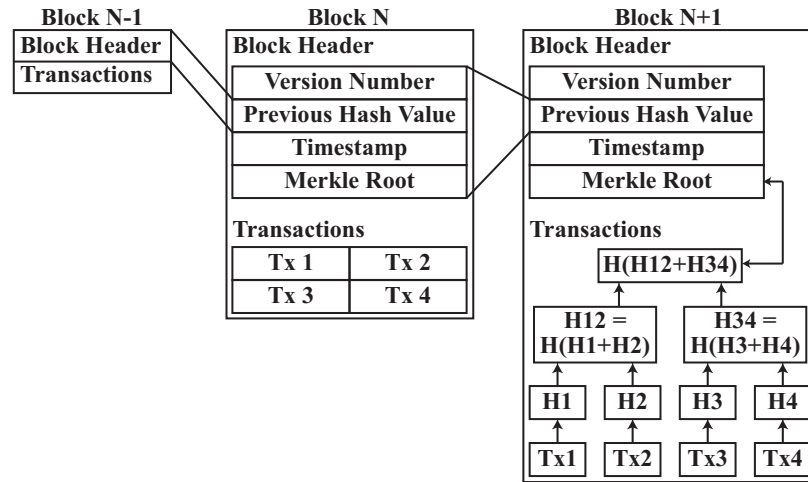 Block N-1
Block Header
Transactions
Block N
Block Header
Version Number
Previous Hash Value
Timestamp
Merkle Root
Transactions
Tx 1
Tx 2
Tx 3
Tx 4
Block N+1
Block Header
Version Number
Previous Hash Value
Timestamp
Merkle Root
Transactions
H(H12+H34)
H12 =
H(H1+H2)
H34 =
H(H3+H4)
H1
H2
H3
H4
Tx1
Tx2
Tx3
Tx4